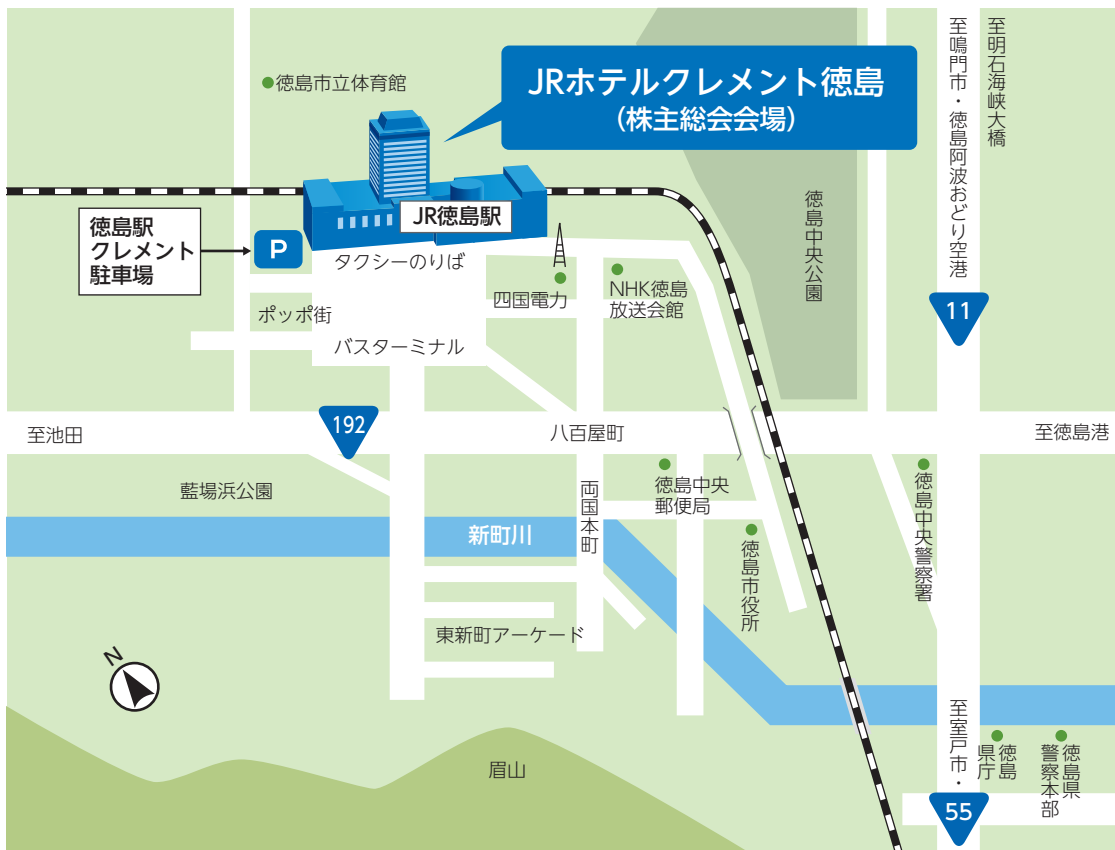 徳島市立体育館
JRホテルクレメント徳島
(株主総会会場)
至明石海峡大橋
至鳴門市・徳島阿波おどり空港
徳島駅
クレメント
駐車場
P
JR徳島駅
徳島中央公園
タクシーのりば
四国電力
NHK徳島
放送会館
11
ポッポ街
バスターミナル
192
至池田
八百屋町
至徳島港
藍場浜公園
両国本町
徳島中央
郵便局
徳島中央警察署
新町川
徳島市役所
東新町アーケード
N
眉山
至室戸市・
55
徳島
県庁
徳島県
警察本部